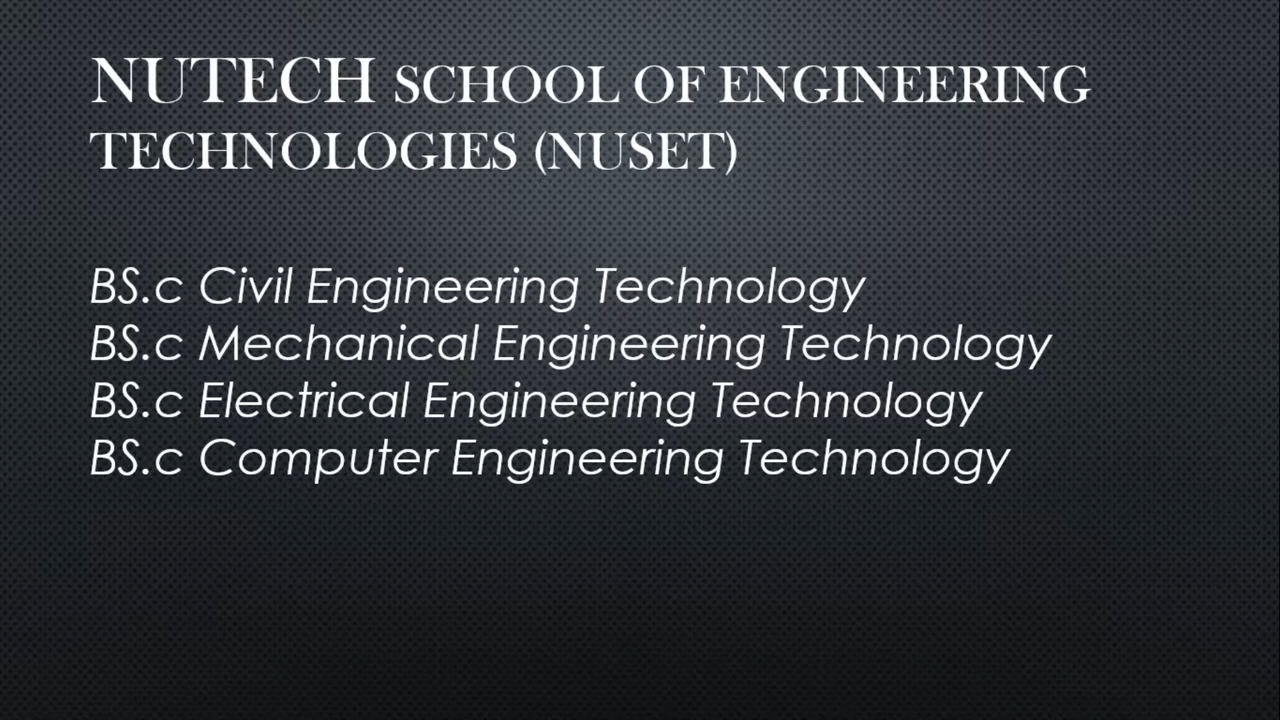 NUTECH SCHOOL OF ENGINEERING
TECHNOLOGIES (NUSET)
BS.c Civil Engineering Technology
BS.c Mechanical Engineering Technology
BS.c Electrical Engineering Technology
BS.c Computer Engineering Technology